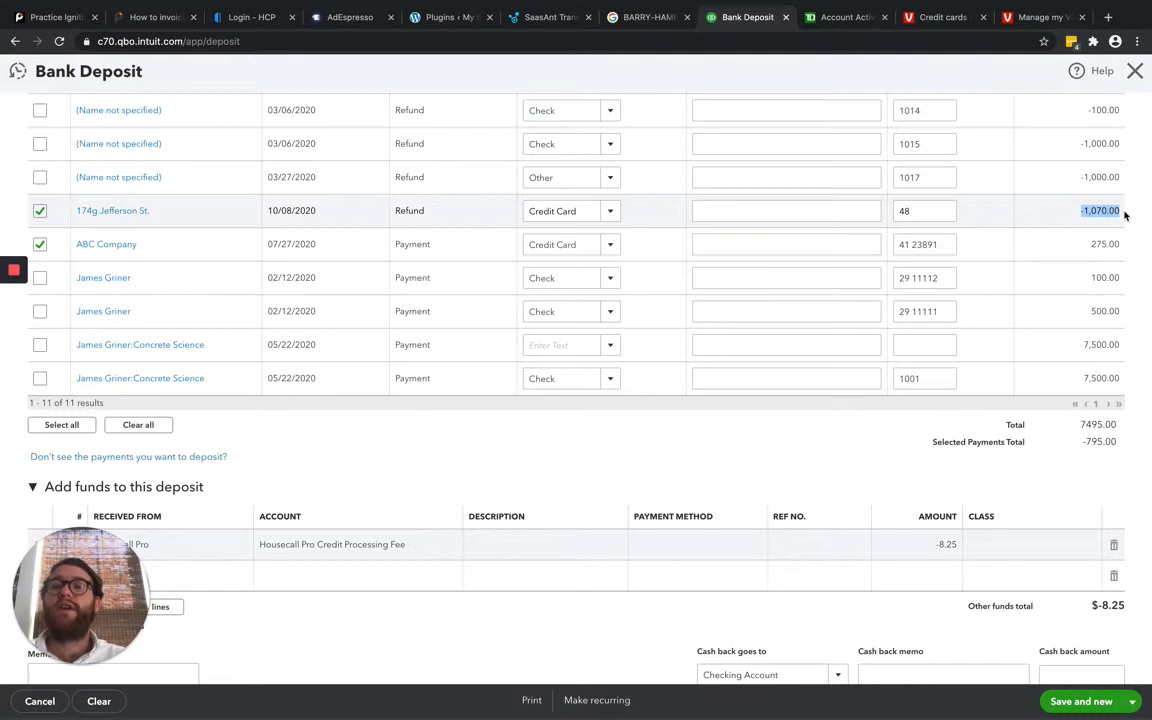 Practice Igniti
How to invoic
Login - HCP
AdEspresso
Plugins ‹ My
SaasAnt Tran
BARRY-HAM
Bank Deposit
Account Activ
Credit cards -
Manage my V
c70.qbo.intuit.com/app/deposit
Bank Deposit
Help
(Name not specified) 03/06/2020 Refund Check 1014 -100.00
(Name not specified) 03/06/2020 Refund Check 1015 -1,000.00
(Name not specified) 03/27/2020 Refund Other 1017 -1,000.00
174g Jefferson St. 10/08/2020 Refund Credit Card 48 -1,070.00
ABC Company 07/27/2020 Payment Credit Card 41 23891 275.00
James Griner 02/12/2020 Payment Check 29 11112 100.00
James Griner 02/12/2020 Payment Check 29 11111 500.00
James Griner:Concrete Science 05/22/2020 Payment Enter Text 7,500.00
James Griner:Concrete Science 05/22/2020 Payment Check 1001 7,500.00
1 - 11 of 11 results « ‹ 1 › »
Select all Clear all Total 7495.00
Selected Payments Total -795.00
Don't see the payments you want to deposit?
▼ Add funds to this deposit
# RECEIVED FROM ACCOUNT DESCRIPTION PAYMENT METHOD REF NO. AMOUNT CLASS
ell Pro Housecall Pro Credit Processing Fee -8.25
lines Other funds total $-8.25
Cash back goes to Cash back memo Cash back amount
Checking Account
Cancel Clear Print Make recurring Save and new